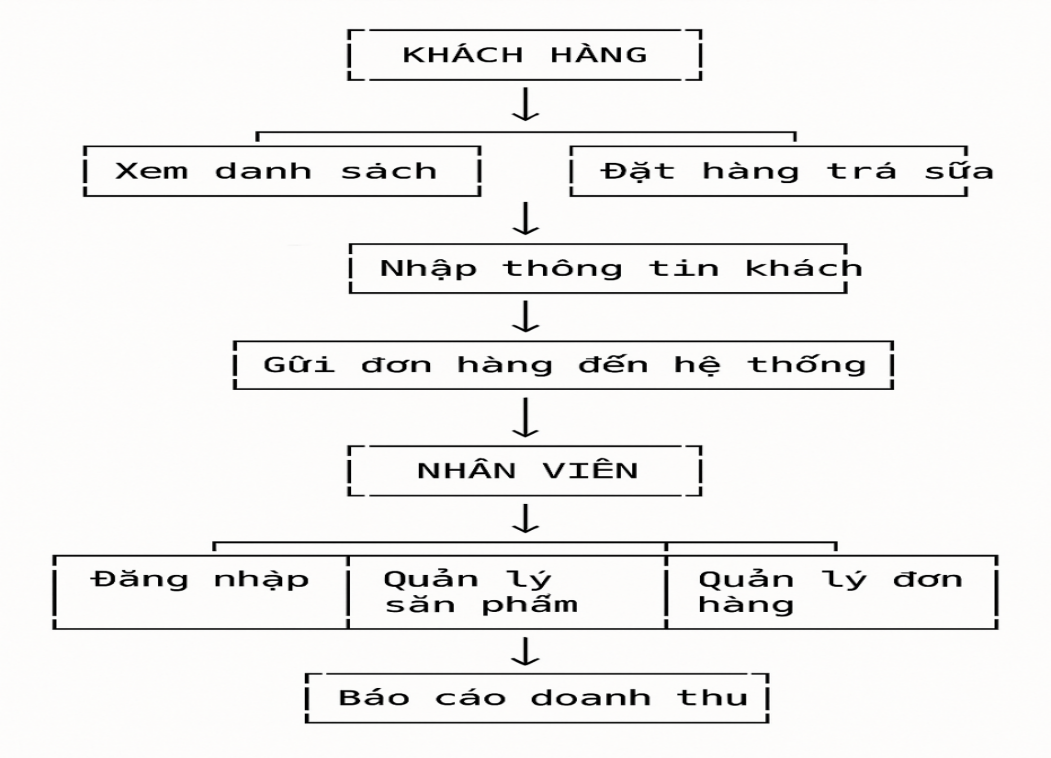 KHÁCH HÀNG
Xem danh sách
Đặt hàng trá sữa
Nhập thông tin khách
Gửi đơn hàng đến hệ thống
NHÂN VIÊN
Đăng nhập
Quản lý
săn phẩm
Quản lý đơn
hàng
Báo cáo doanh thu